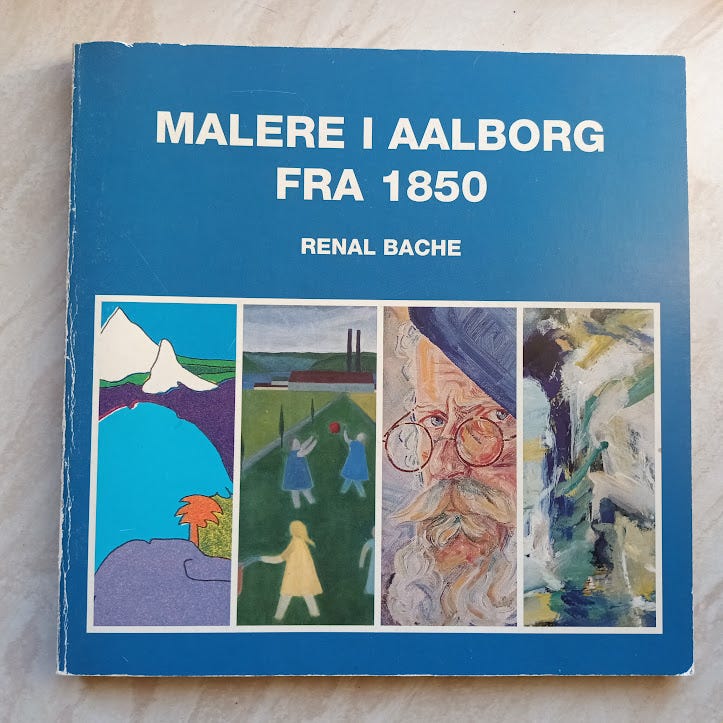 MALERE I AALBORG
FRA 1850
RENAL BACHE